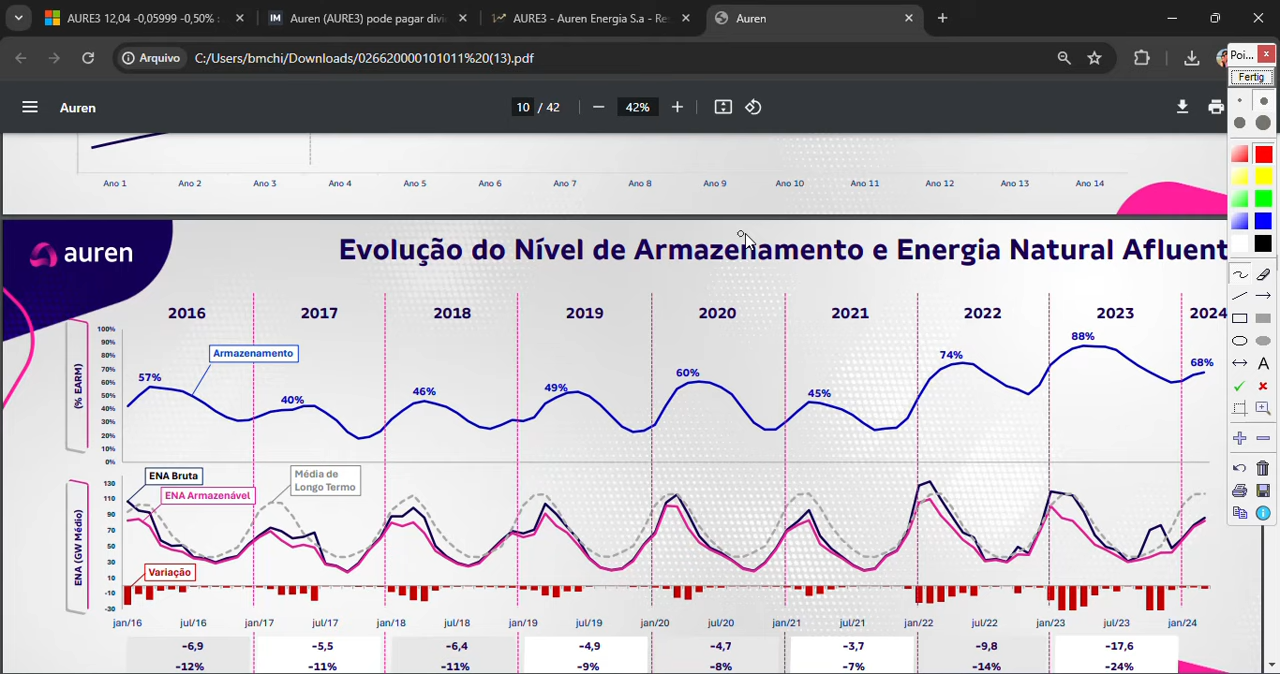 AURE3 12,04 -0,05999 -0,50% :
Auren (AURE3) pode pagar divi
AURE3 - Auren Energia S.a - Re
Auren
Arquivo
C:/Users/bmchi/Downloads/026620000101011%20(13).pdf
Poi...
Fertig
Auren
10 / 42
42%
Ano 1 Ano 2 Ano 3 Ano 4 Ano 5 Ano 6 Ano 7 Ano 8 Ano 9 Ano 10 Ano 11 Ano 12 Ano 13 Ano 14
auren
Evolução do Nível de Armazenamento e Energia Natural Afluent
2016 2017 2018 2019 2020 2021 2022 2023 2024
(% EARM)
100%
90%
80%
70%
60%
50%
40%
30%
20%
10%
0%
Armazenamento
57% 40% 46% 49% 60% 45% 74% 88% 68%
ENA (GW Médio)
130
110
90
70
50
30
10
-10
-30
ENA Bruta
ENA Armazenável
Média de
Longo Termo
Variação
jan/16 jul/16 jan/17 jul/17 jan/18 jul/18 jan/19 jul/19 jan/20 jul/20 jan/21 jul/21 jan/22 jul/22 jan/23 jul/23 jan/24
-6,9 -5,5 -6,4 -4,9 -4,7 -3,7 -9,8 -17,6
-12% -11% -11% -9% -8% -7% -14% -24%